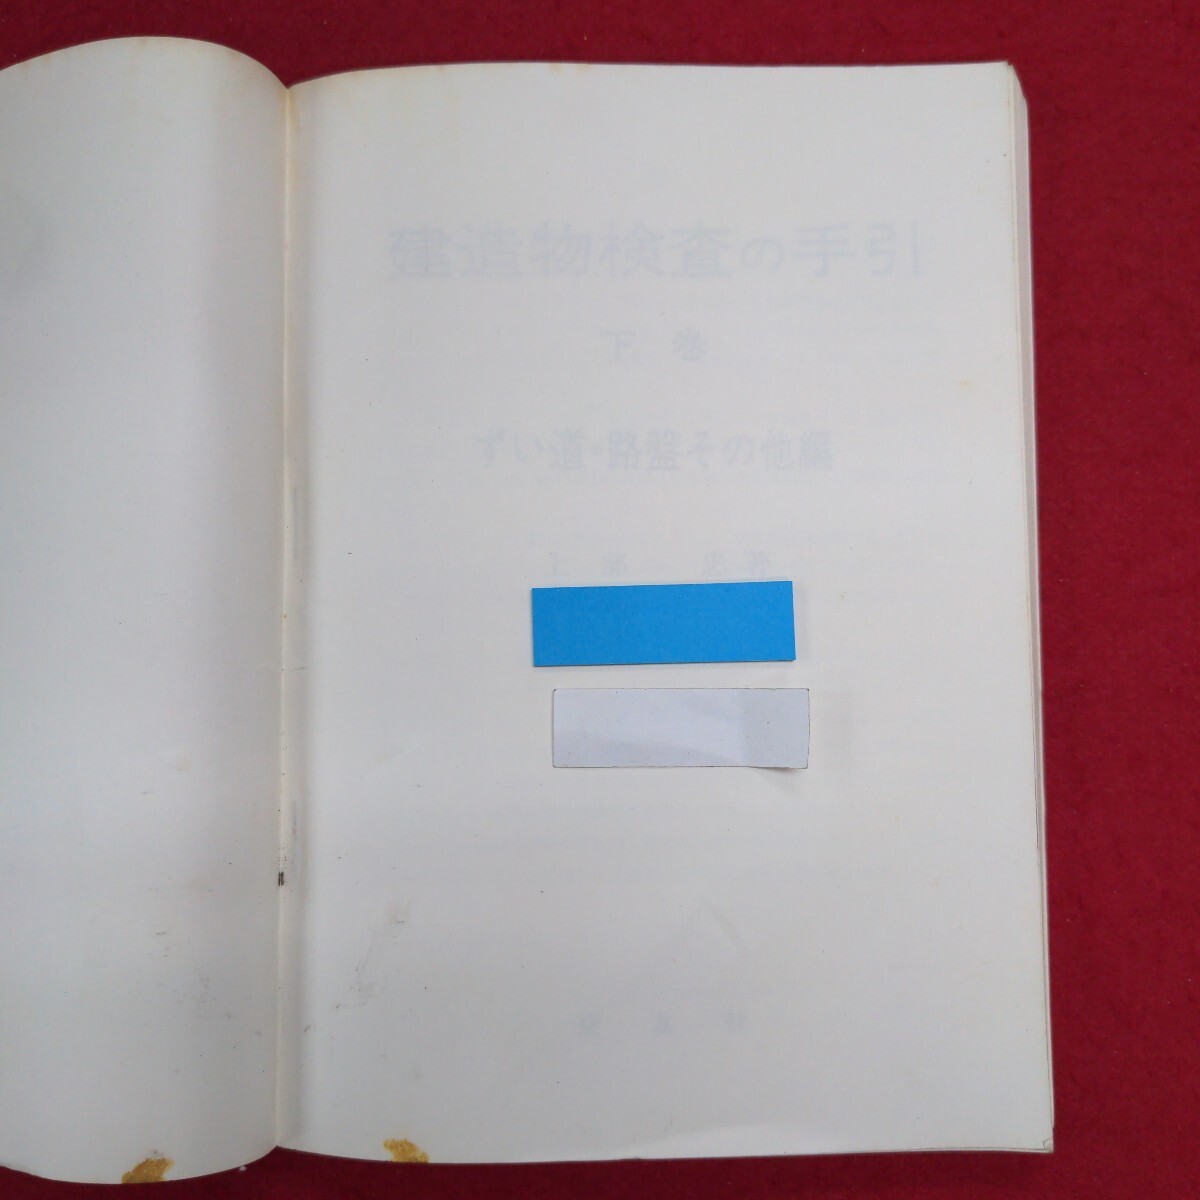 建造物検査の手引
下巻
ずい道・路盤その他編